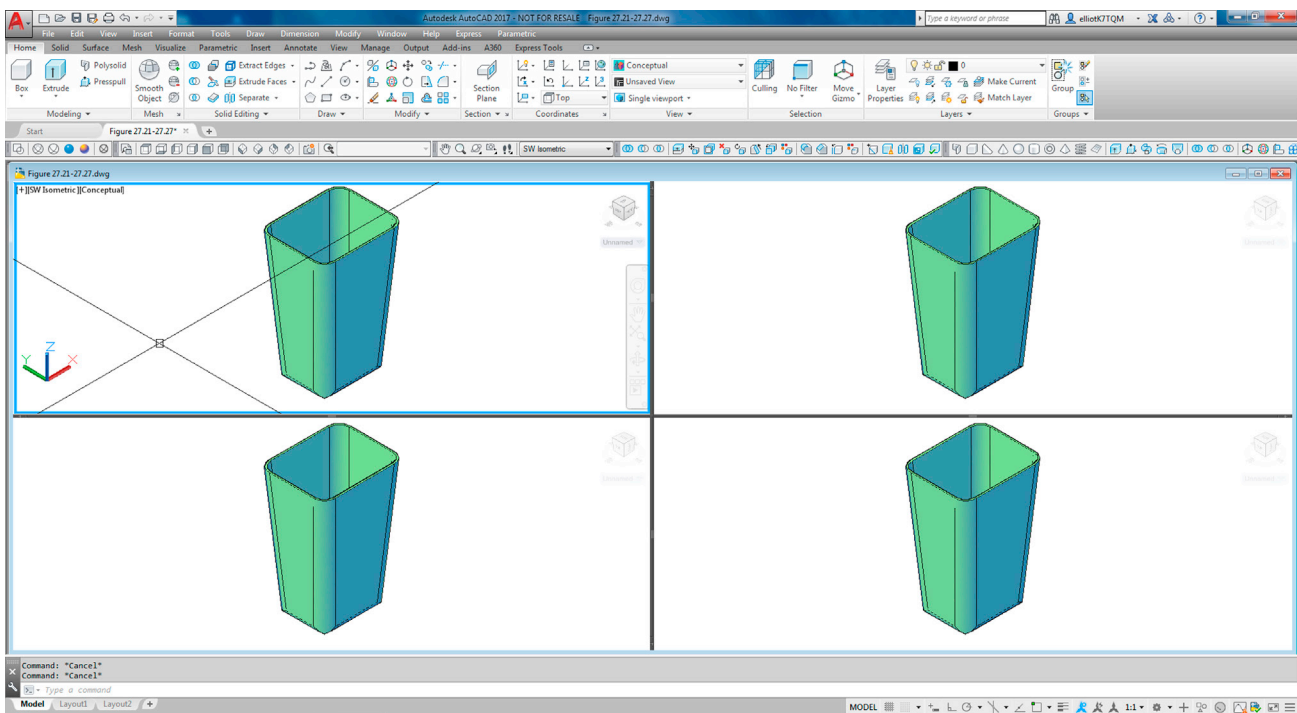 Autodesk AutoCAD 2017 - NOT FOR RESALE Figure 27.21-27.27.dwg
Type a keyword or phrase
elliotK7TQM
File Edit View Insert Format Tools Draw Dimension Modify Window Help Express Parametric
Home Solid Surface Mesh Visualize Parametric Insert Annotate View Manage Output Add-ins A360 Express Tools
Polysolid Extract Edges Conceptual 0
Presspull Extrude Faces Unsaved View Make Current
Box Extrude Smooth Object Separate Section Plane Top Single viewport Culling No Filter Move Gizmo Layer Properties Match Layer Group
Modeling Mesh Solid Editing Draw Modify Section Coordinates View Selection Layers Groups
Start Figure 27.21-27.27*
SW Isometric
Figure 27.21-27.27.dwg
[+][SW Isometric][Conceptual]
Unnamed
Z
Y X
Command: *Cancel*
Command: *Cancel*
Type a command
Model Layout1 Layout2 +
MODEL 1:1